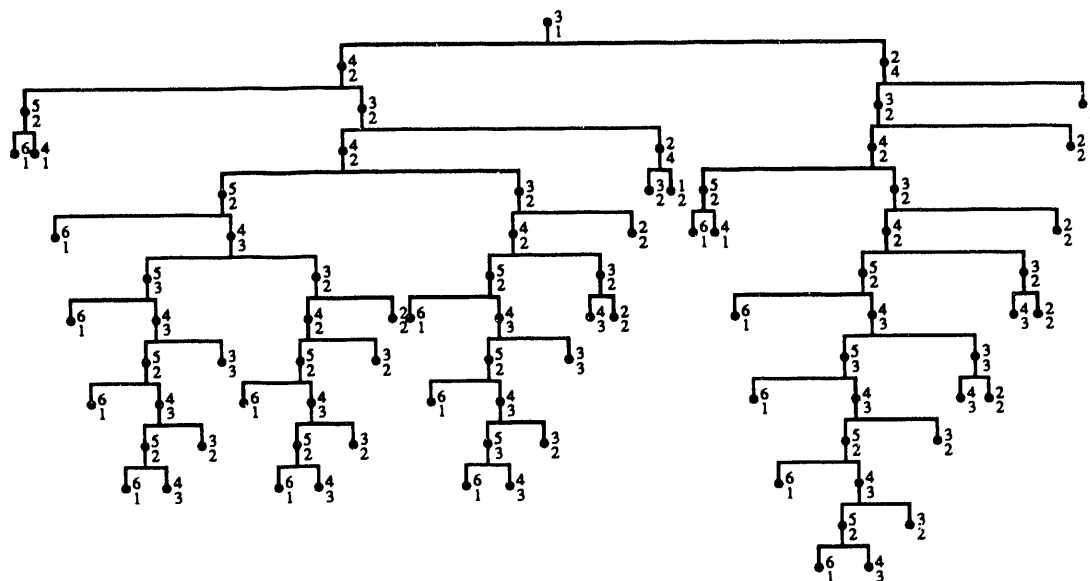 3
1
4 2
2 4
5 3 3
2 2 2
6 4 4 2 4 2
1 1 2 4 2 2
5 3 3 1 5 3
2 2 2 2 2 2
6 4 4 2 6 4 4 2
1 3 2 2 1 1 2 2
5 3 5 3 5 3
3 2 2 2 2 2
6 4 4 2 6 4 4 2 6 4 4 2
1 3 2 2 1 3 3 2 1 3 3 2
5 3 5 3 5 3 5 3
2 3 2 2 2 3 3 3
6 4 6 4 6 4 6 4 4 2
1 3 1 3 1 3 1 3 3 2
5 3 5 3 5 3 5 3
2 2 2 2 3 2 2 2
6 4 6 4 6 4 6 4
1 3 1 3 1 3 1 3
5 3
2 2
6 4
1 3